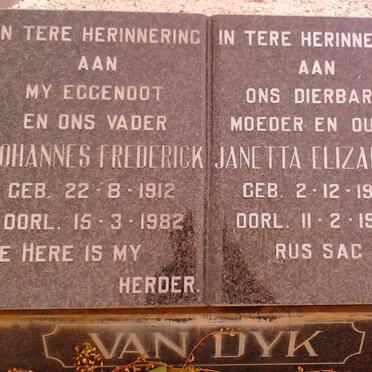 N TERE HERINNERING
AAN
MY EGGENOOT
EN ONS VADER
OHANNES FREDERICK
GEB. 22-8-1912
OORL. 15-3-1982
E HERE IS MY
HERDER.
IN TERE HERINNE
AAN
ONS DIERBAR
MOEDER EN OU
JANETTA ELIZA
GEB. 2-12-19
OORL. 11-2-19
RUS SAC
VAN DYK